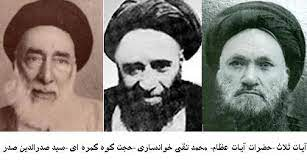 آیات ثلاث -حضرات آیات عظام- محمد تقی خوانساری -حجت کوه کمره ای -سید صدرالدین صدر